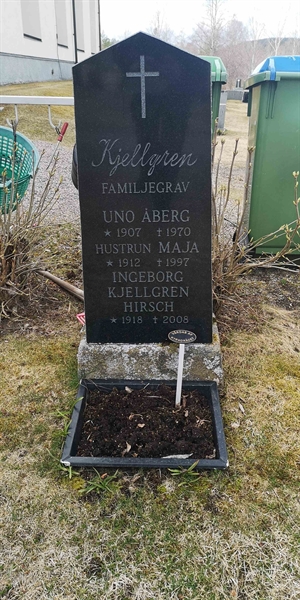 Kjellgren
FAMILJEGRAV
UNO ÅBERG
* 1907 † 1970
HUSTRUN MAJA
* 1912 † 1997
INGEBORG
KJELLGREN
HIRSCH
* 1918 † 2008